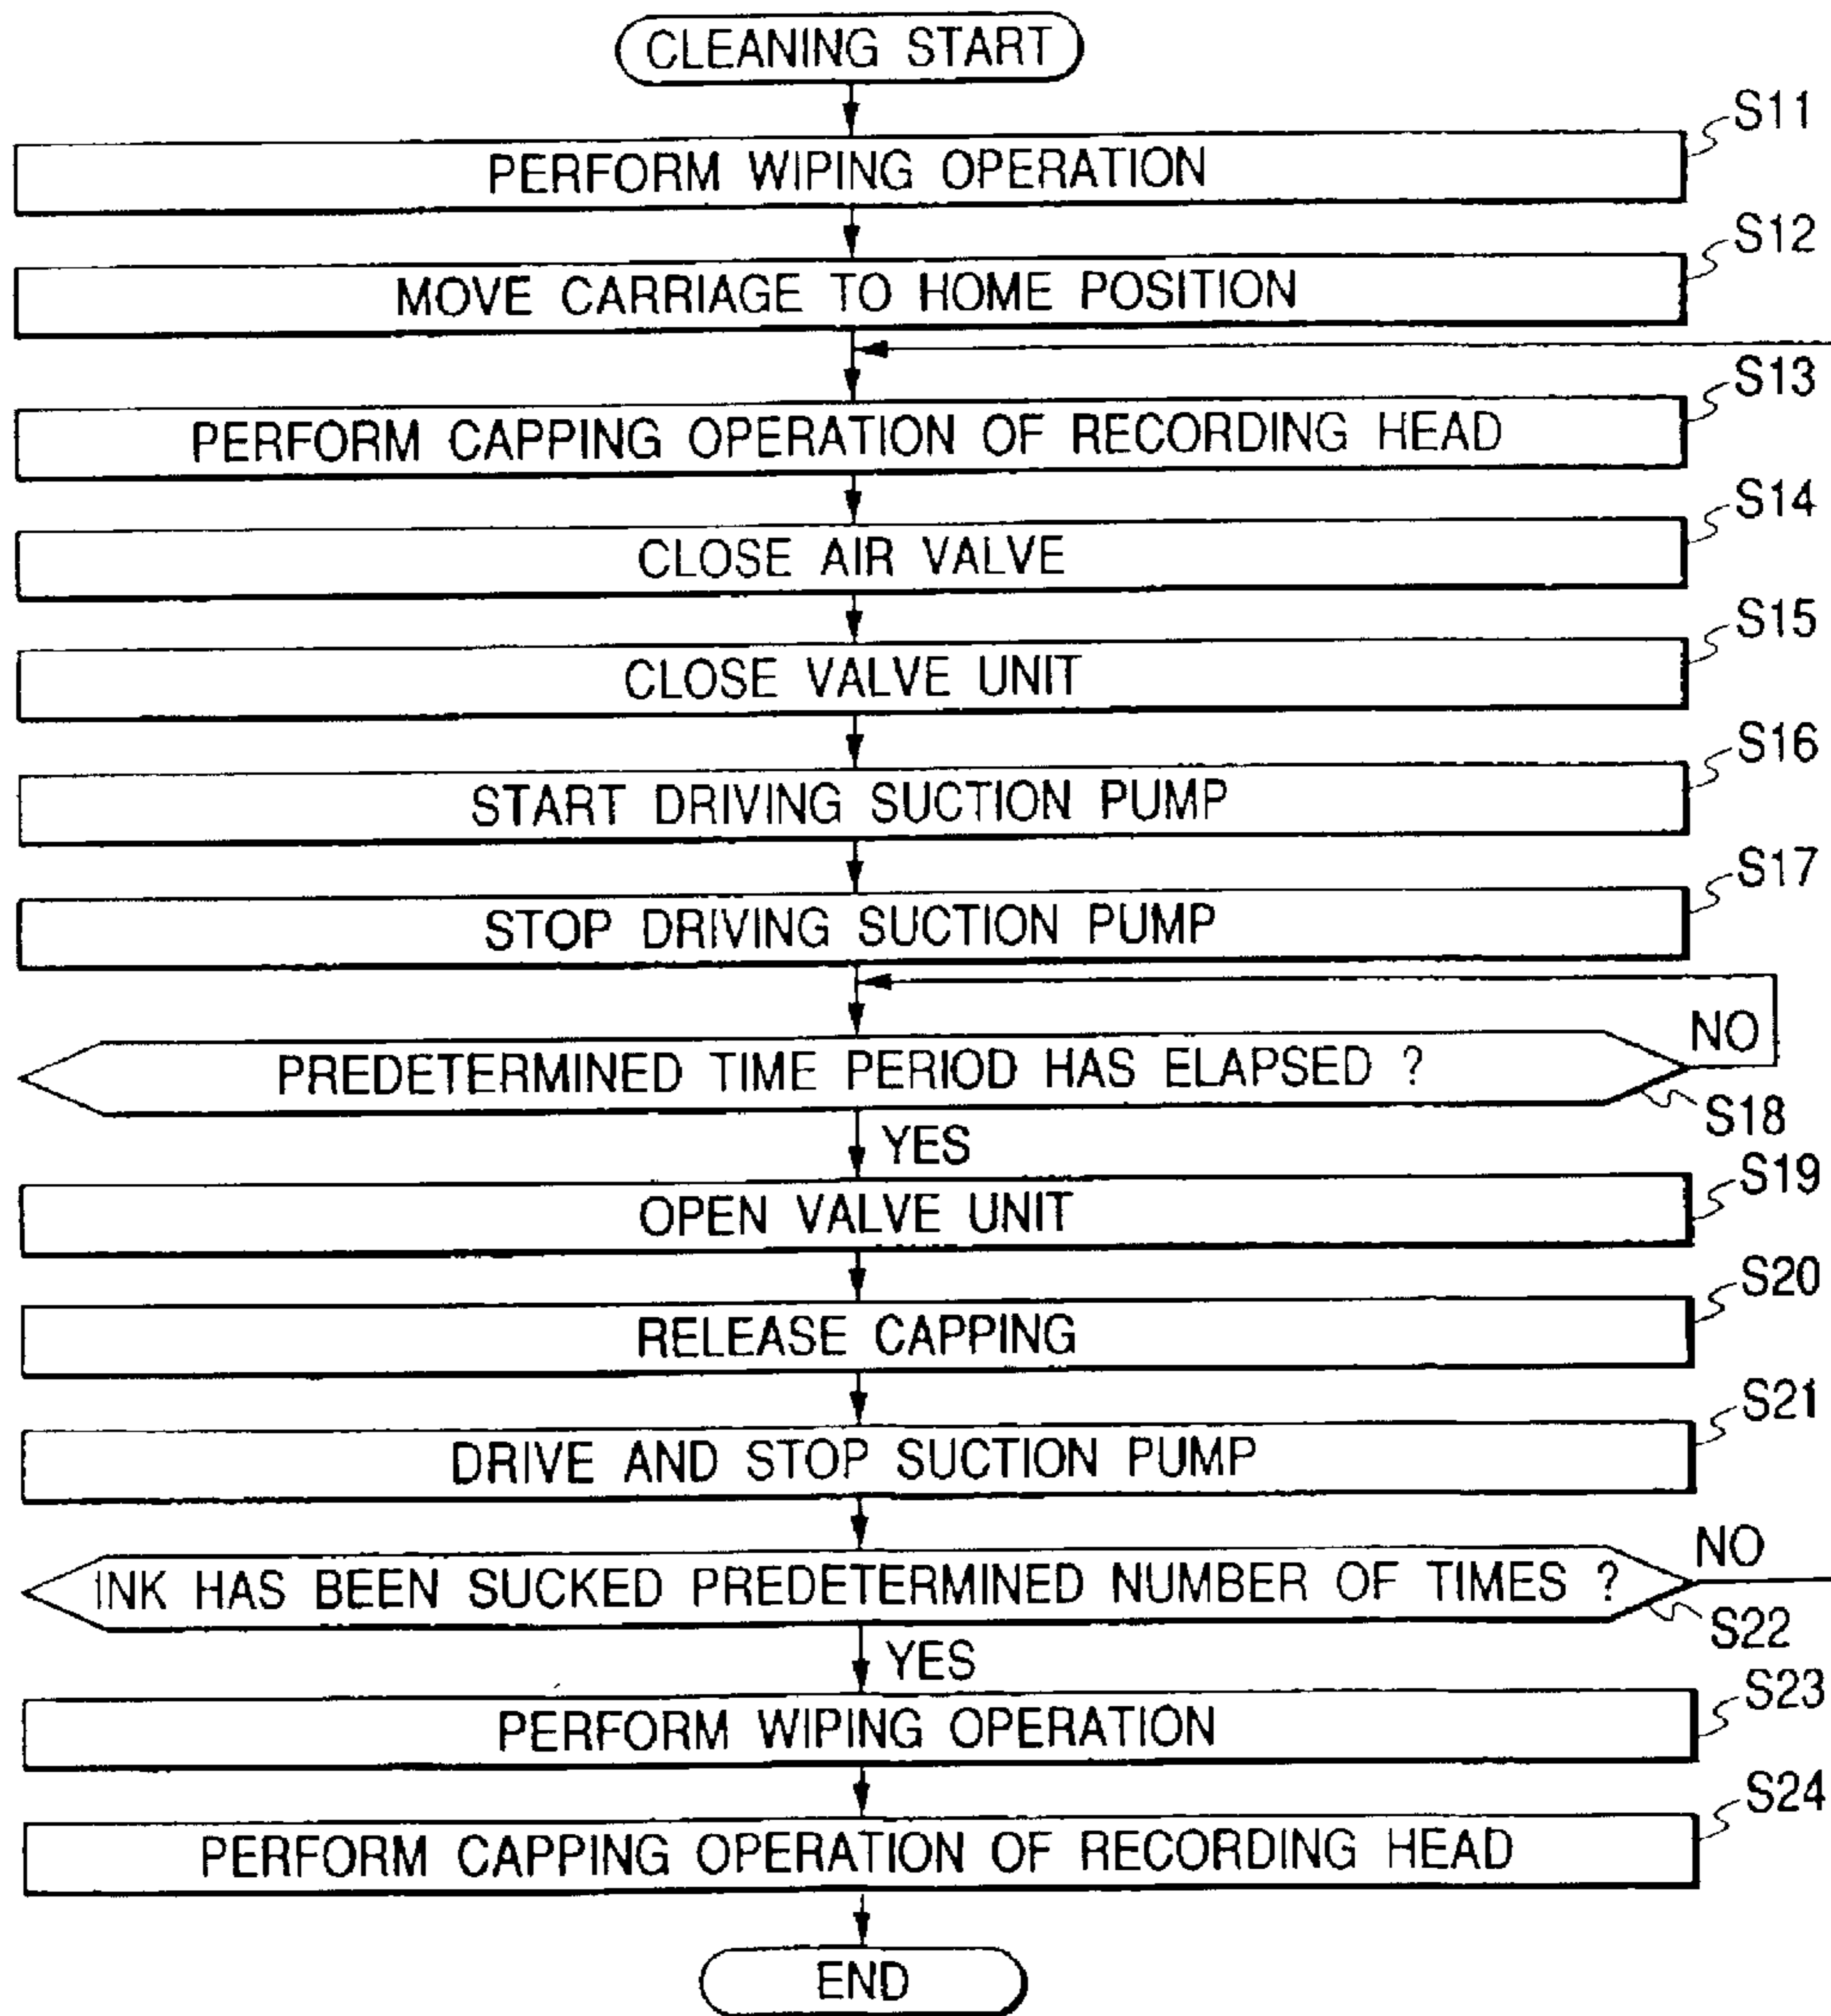 CLEANING START
S11
PERFORM WIPING OPERATION
S12
MOVE CARRIAGE TO HOME POSITION
S13
PERFORM CAPPING OPERATION OF RECORDING HEAD
S14
CLOSE AIR VALVE
S15
CLOSE VALVE UNIT
S16
START DRIVING SUCTION PUMP
S17
STOP DRIVING SUCTION PUMP
NO
PREDETERMINED TIME PERIOD HAS ELAPSED ?
S18
YES
S19
OPEN VALVE UNIT
S20
RELEASE CAPPING
S21
DRIVE AND STOP SUCTION PUMP
NO
INK HAS BEEN SUCKED PREDETERMINED NUMBER OF TIMES ?
S22
YES
S23
PERFORM WIPING OPERATION
S24
PERFORM CAPPING OPERATION OF RECORDING HEAD
END